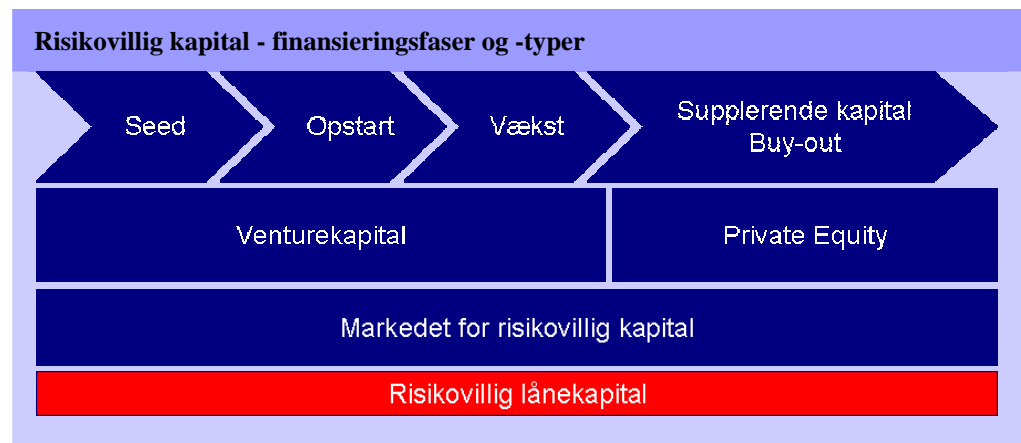 Risikovillig kapital - finansieringsfaser og -typer
Seed
Opstart
Vækst
Supplerende kapital
Buy-out
Venturekapital
Private Equity
Markedet for risikovillig kapital
Risikovillig lånekapital